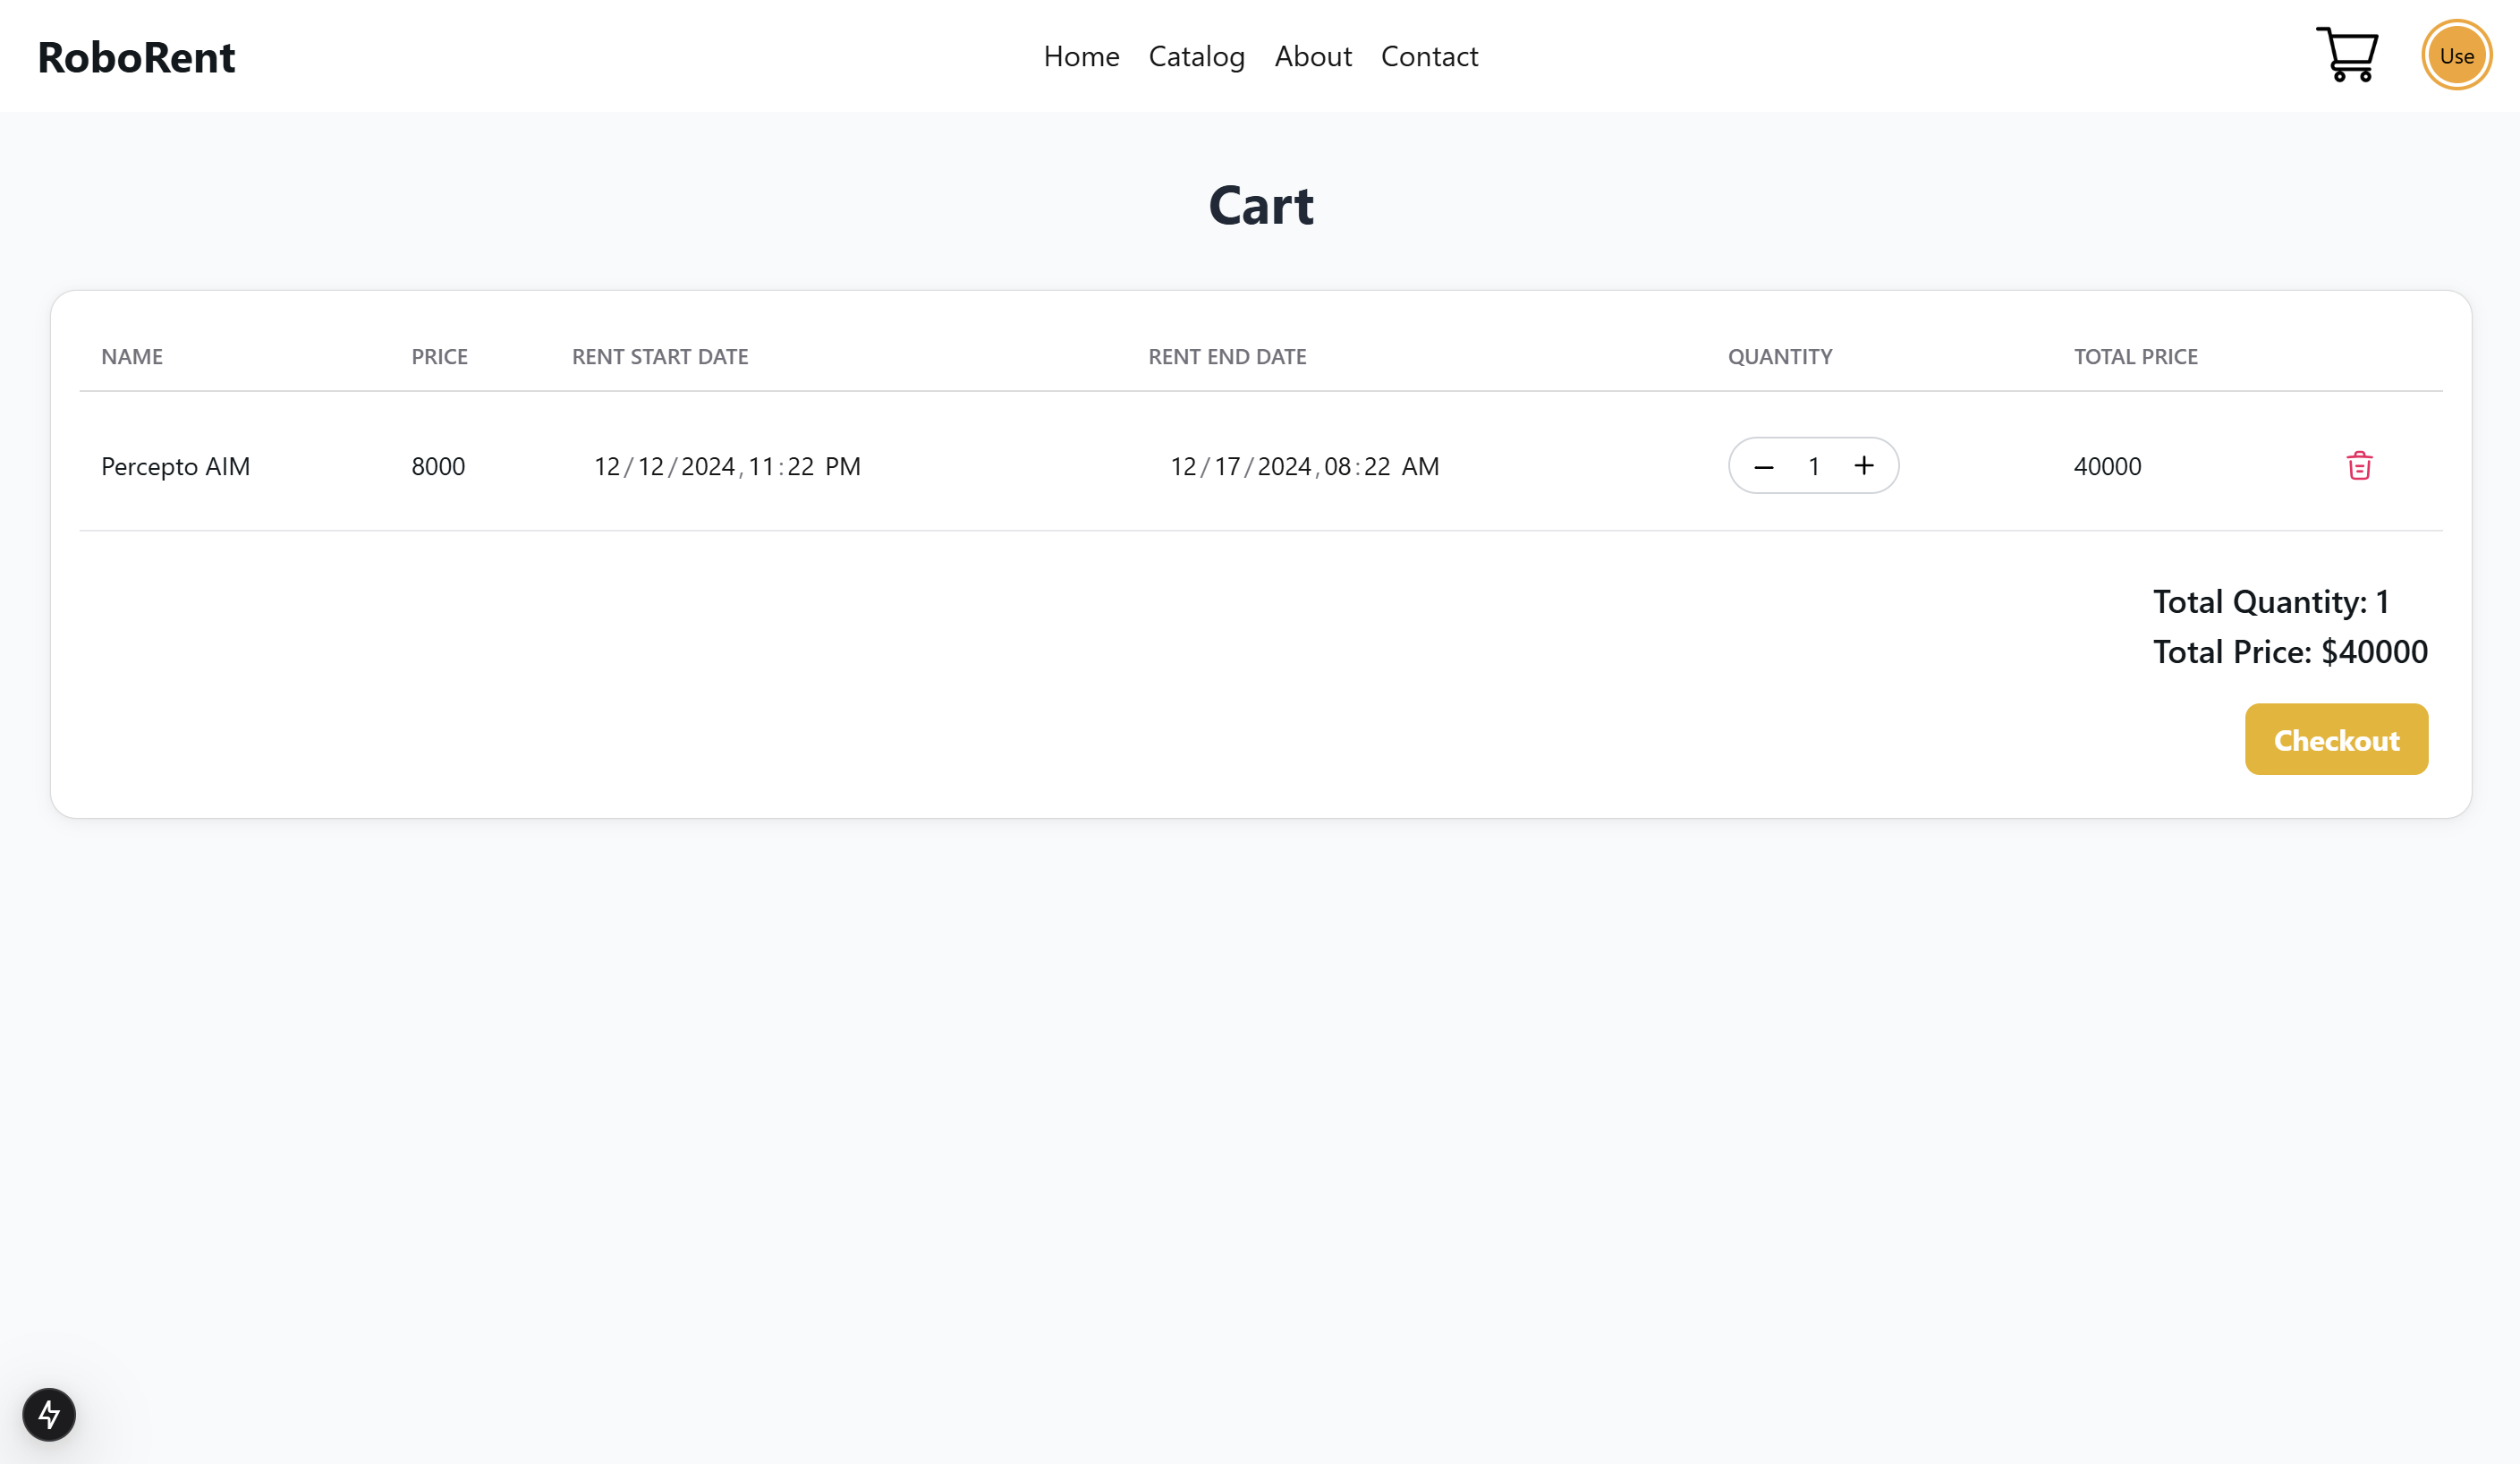 RoboRent Home Catalog About Contact Use
Cart
NAME PRICE RENT START DATE RENT END DATE QUANTITY TOTAL PRICE
Percepto AIM 8000 12/12/2024, 11:22 PM 12/17/2024, 08:22 AM − 1 + 40000
Total Quantity: 1
Total Price: $40000
Checkout